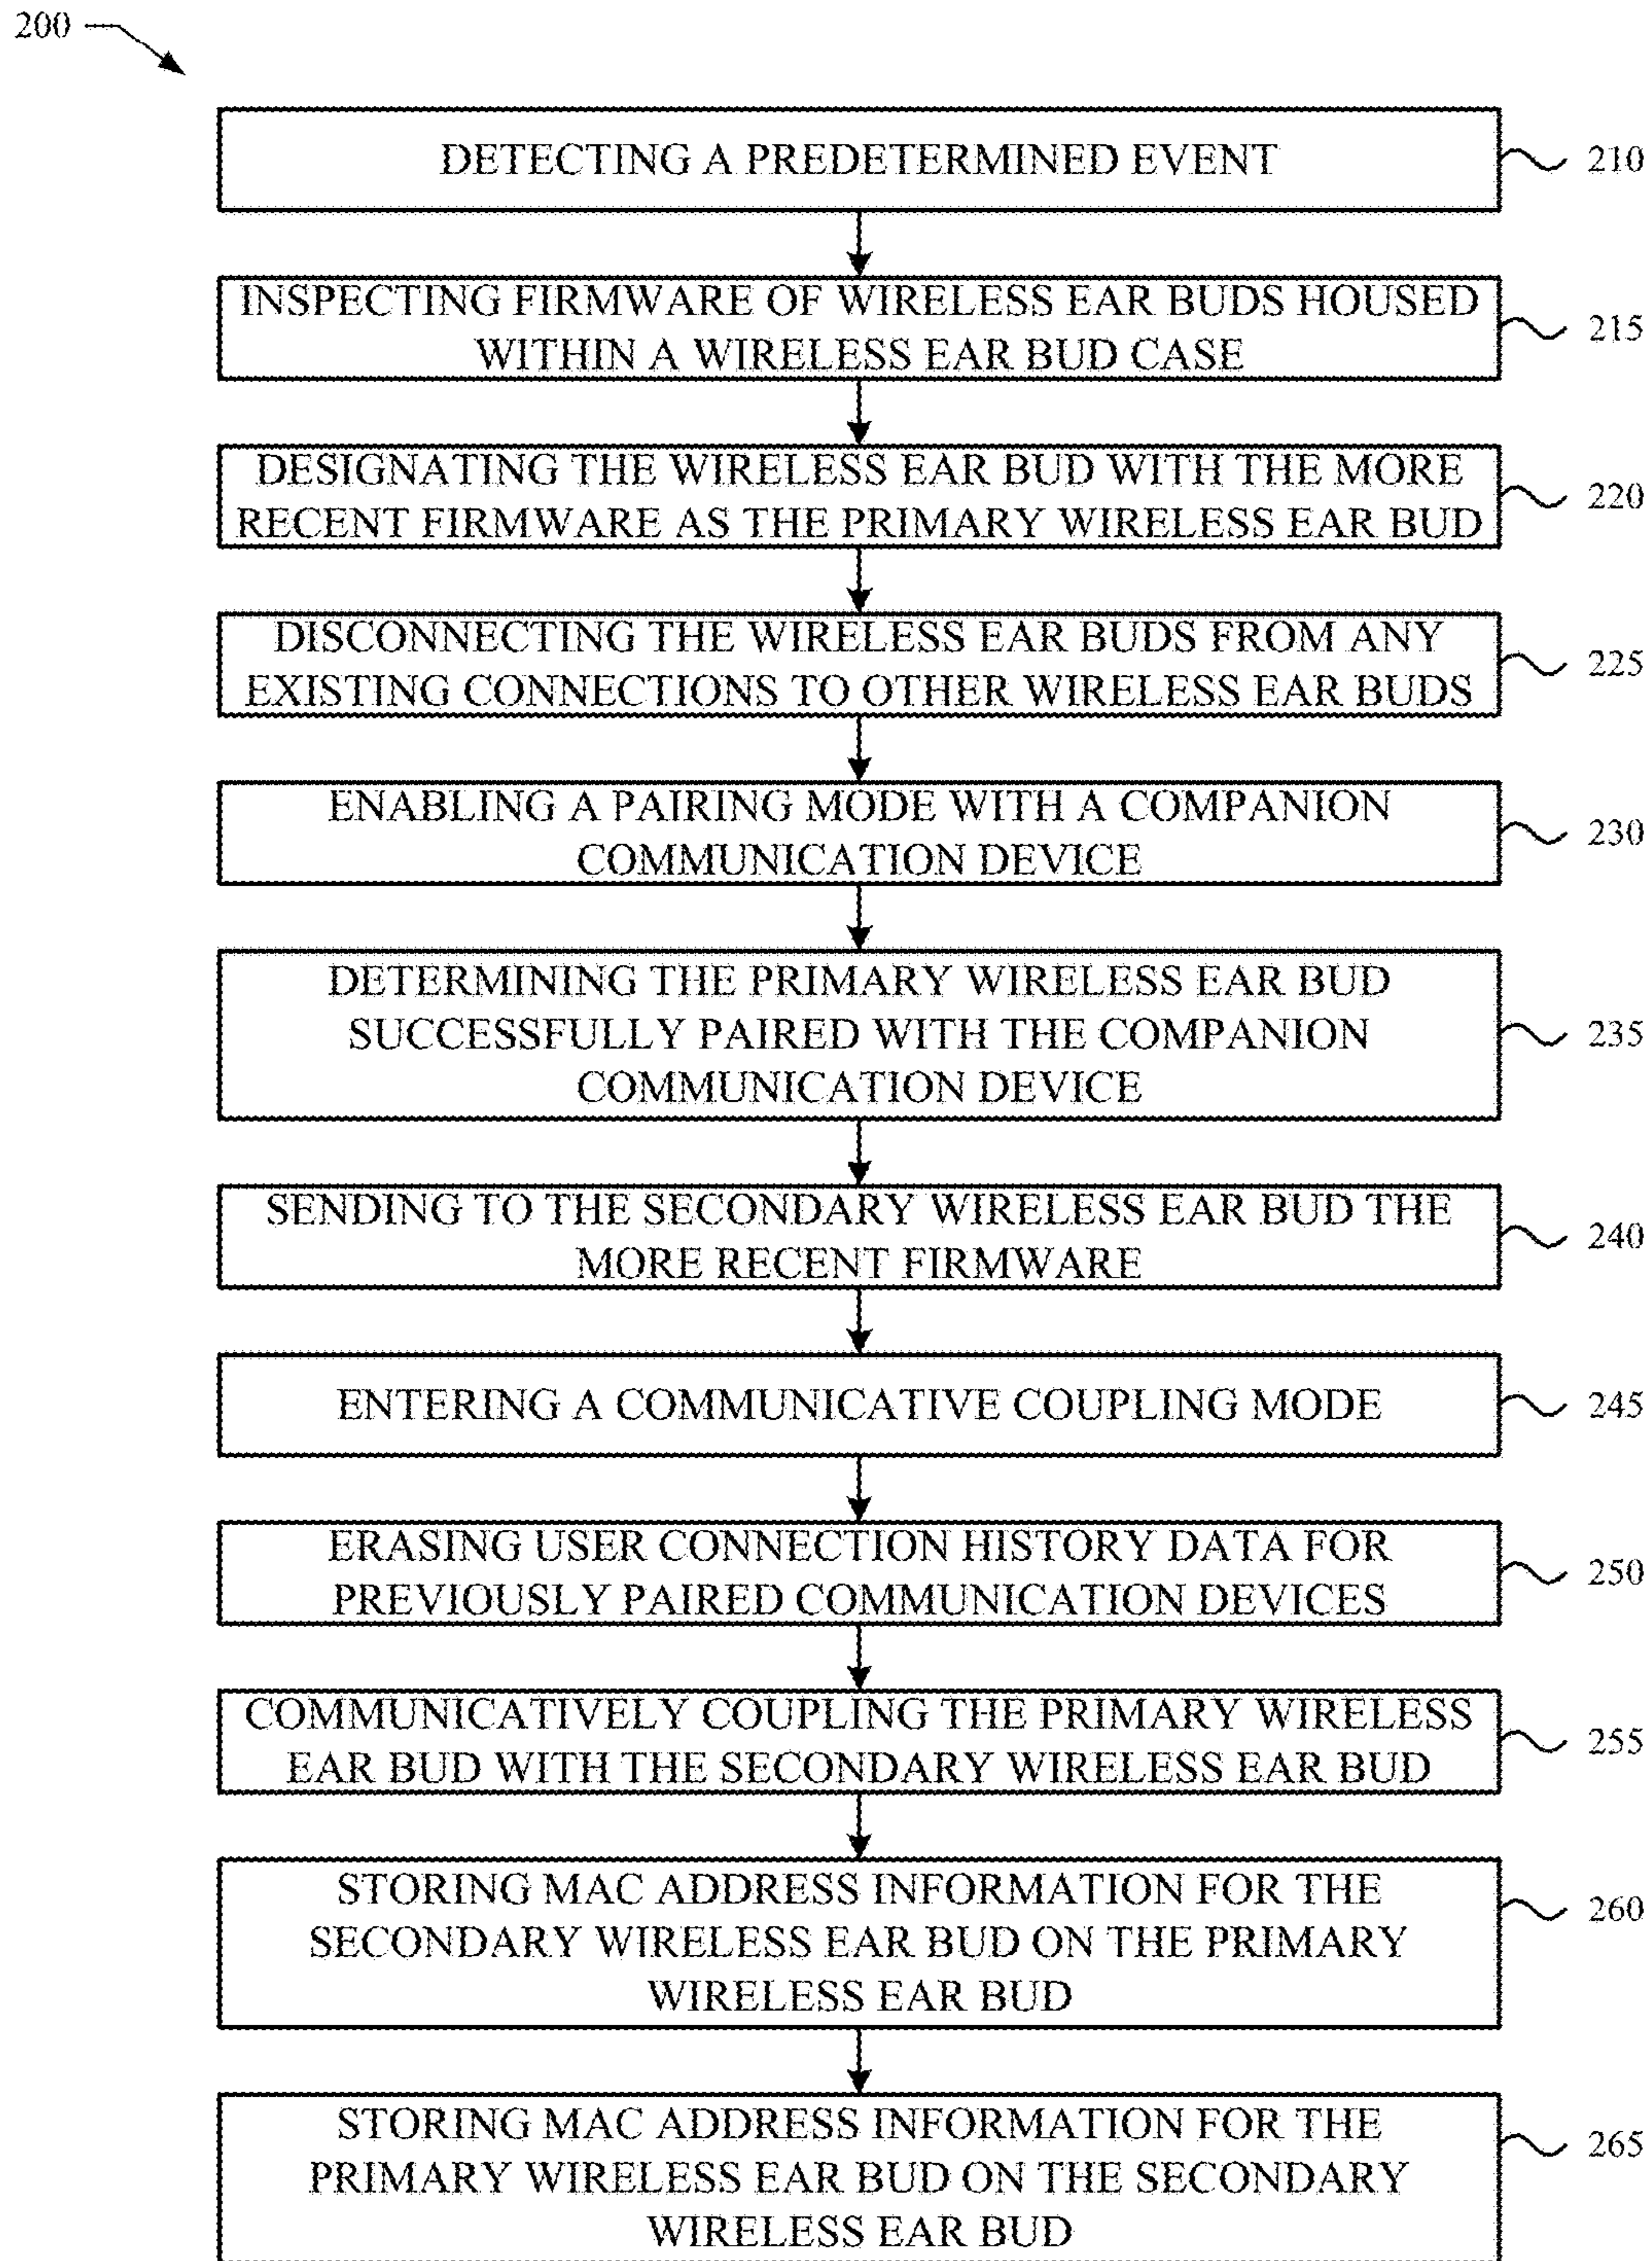 200
DETECTING A PREDETERMINED EVENT
210
INSPECTING FIRMWARE OF WIRELESS EAR BUDS HOUSED
WITHIN A WIRELESS EAR BUD CASE
215
DESIGNATING THE WIRELESS EAR BUD WITH THE MORE
RECENT FIRMWARE AS THE PRIMARY WIRELESS EAR BUD
220
DISCONNECTING THE WIRELESS EAR BUDS FROM ANY
EXISTING CONNECTIONS TO OTHER WIRELESS EAR BUDS
225
ENABLING A PAIRING MODE WITH A COMPANION
COMMUNICATION DEVICE
230
DETERMINING THE PRIMARY WIRELESS EAR BUD
SUCCESSFULLY PAIRED WITH THE COMPANION
COMMUNICATION DEVICE
235
SENDING TO THE SECONDARY WIRELESS EAR BUD THE
MORE RECENT FIRMWARE
240
ENTERING A COMMUNICATIVE COUPLING MODE
245
ERASING USER CONNECTION HISTORY DATA FOR
PREVIOUSLY PAIRED COMMUNICATION DEVICES
250
COMMUNICATIVELY COUPLING THE PRIMARY WIRELESS
EAR BUD WITH THE SECONDARY WIRELESS EAR BUD
255
STORING MAC ADDRESS INFORMATION FOR THE
SECONDARY WIRELESS EAR BUD ON THE PRIMARY
WIRELESS EAR BUD
260
STORING MAC ADDRESS INFORMATION FOR THE
PRIMARY WIRELESS EAR BUD ON THE SECONDARY
WIRELESS EAR BUD
265